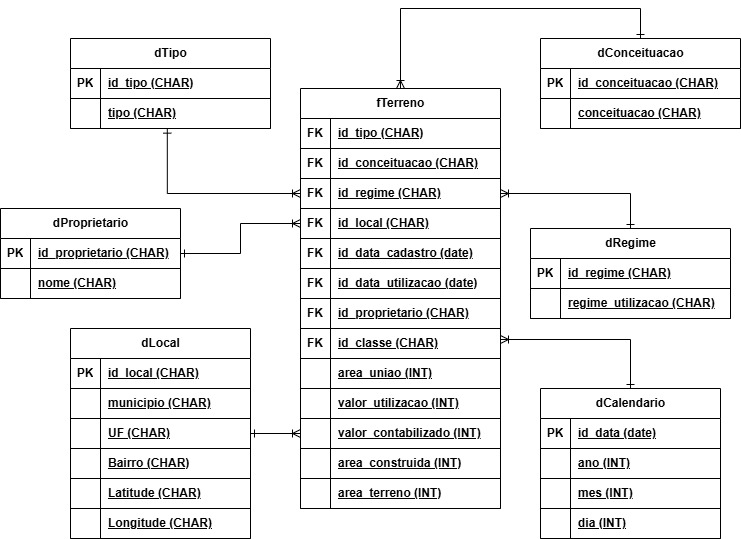 dTipo
PK id_tipo (CHAR)
tipo (CHAR)
dConceituacao
PK id_conceituacao (CHAR)
conceituacao (CHAR)
fTerreno
FK id_tipo (CHAR)
FK id_conceituacao (CHAR)
FK id_regime (CHAR)
FK id_local (CHAR)
FK id_data_cadastro (date)
FK id_data_utilizacao (date)
FK id_proprietario (CHAR)
FK id_classe (CHAR)
area_uniao (INT)
valor_utilizacao (INT)
valor_contabilizado (INT)
area_construida (INT)
area_terreno (INT)
dProprietario
PK id_proprietario (CHAR)
nome (CHAR)
dRegime
PK id_regime (CHAR)
regime_utilizacao (CHAR)
dLocal
PK id_local (CHAR)
municipio (CHAR)
UF (CHAR)
Bairro (CHAR)
Latitude (CHAR)
Longitude (CHAR)
dCalendario
PK id_data (date)
ano (INT)
mes (INT)
dia (INT)